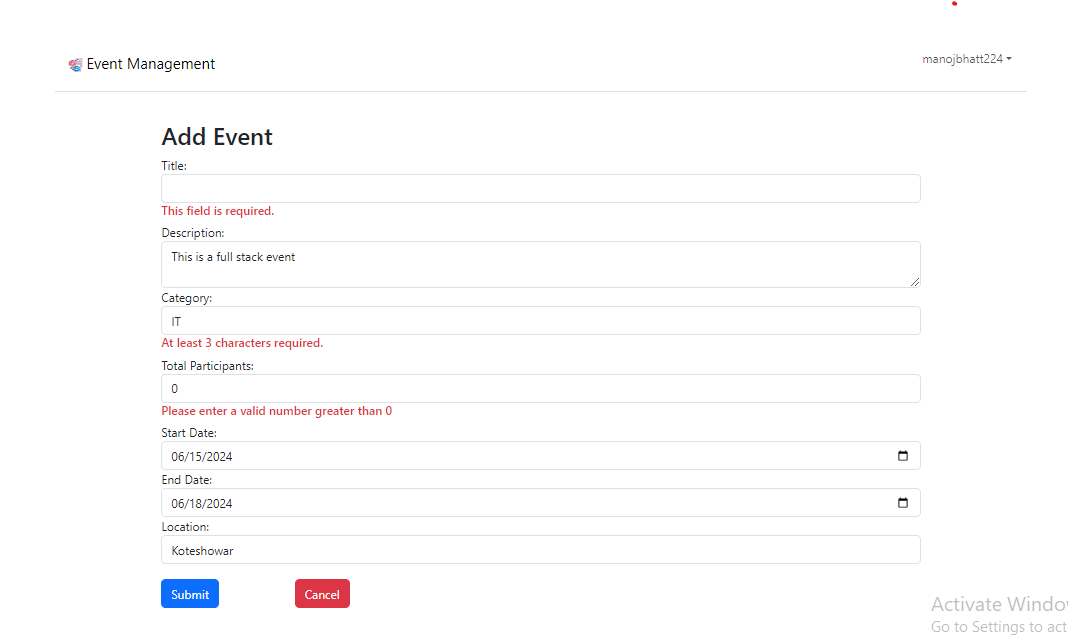 Event Management
manojbhatt224
Add Event
Title:
This field is required.
Description:
This is a full stack event
Category:
IT
At least 3 characters required.
Total Participants:
0
Please enter a valid number greater than 0
Start Date:
06/15/2024
End Date:
06/18/2024
Location:
Koteshowar
Submit Cancel
Activate Windo
Go to Settings to act